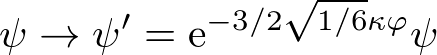 ψ → ψ′ = e^{−3/2√{1/6}κφ}ψ